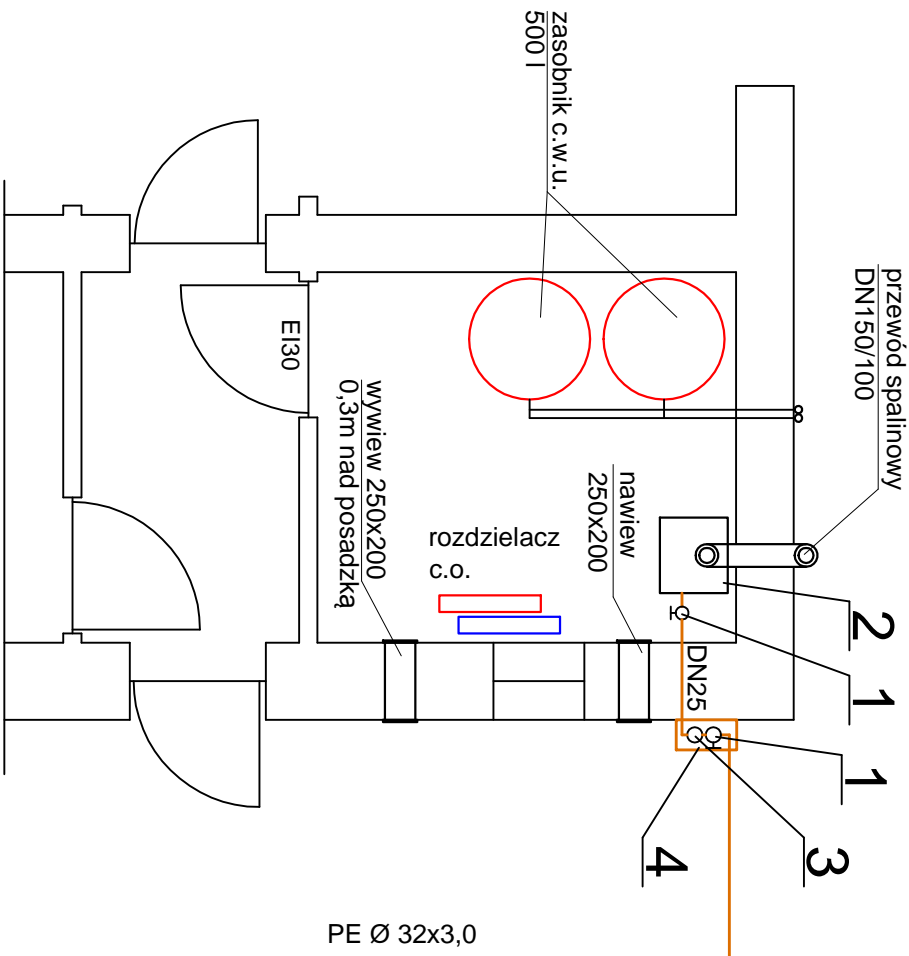 zasobnik c.w.u.
500 l
przewód spalinowy
DN150/100
EI30
wywiew 250x200
0,3m nad posadzką
nawiew
250x200
rozdzielacz
c.o.
2
1
DN25
1
3
4
PE Ø 32x3,0